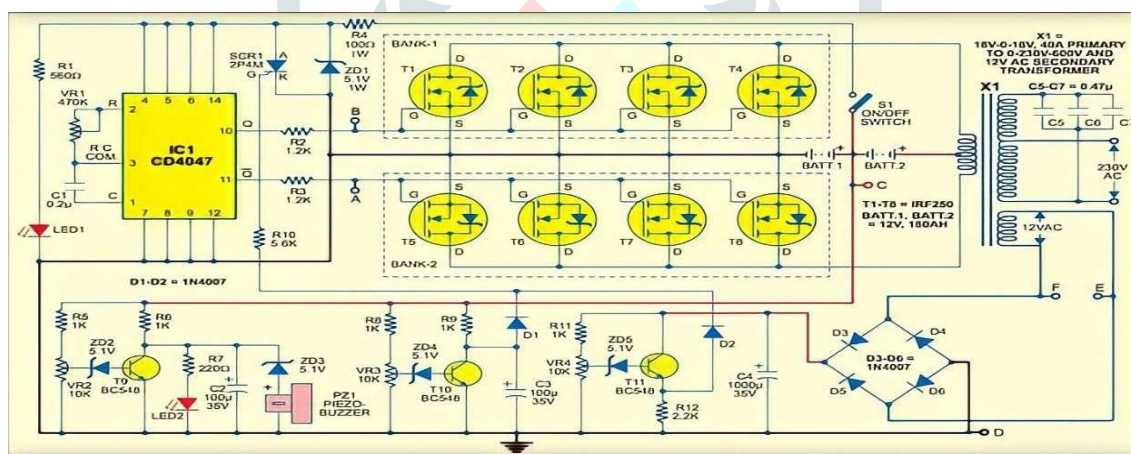 R1
560Ω
VR1
470K
R
R C
COM
C
C1
0.2µ
LED1
4
5
6
14
2
3
1
7
8
9
12
10
11
Q
Q
IC1
CD4047
SCR1
2P4M
A
G
K
ZD1
5.1V
1W
R4
100Ω
1W
R2
1.2K
R3
1.2K
B
A
R10
5.6K
BANK-1
T1
T2
T3
T4
D
D
D
D
G
G
G
G
S
S
S
S
S
S
S
S
G
G
G
G
T5
T6
T7
T8
D
D
D
D
BANK-2
S1
ON/OFF
SWITCH
BATT.1
BATT.2
C
T1-T8 = IRF250
BATT.1, BATT.2
= 12V, 180AH
X1 =
18V-0-18V, 40A PRIMARY
TO 0-230V-600V AND
12V AC SECONDARY
TRANSFORMER
X1
C5-C7 = 0.47µ
C5
C6
C7
230V
AC
12VAC
F
E
D1-D2 = 1N4007
R5
1K
R6
1K
ZD2
5.1V
VR2
10K
T9
BC548
R7
220Ω
LED2
C2
100µ
35V
ZD3
5.1V
PZ1
PIEZO-
BUZZER
R8
1K
R9
1K
ZD4
5.1V
VR3
10K
T10
BC548
D1
C3
100µ
35V
R11
1K
ZD5
5.1V
VR4
10K
T11
BC548
R12
2.2K
D2
C4
1000µ
35V
D3
D4
D5
D6
D3-D6 =
1N4007
D